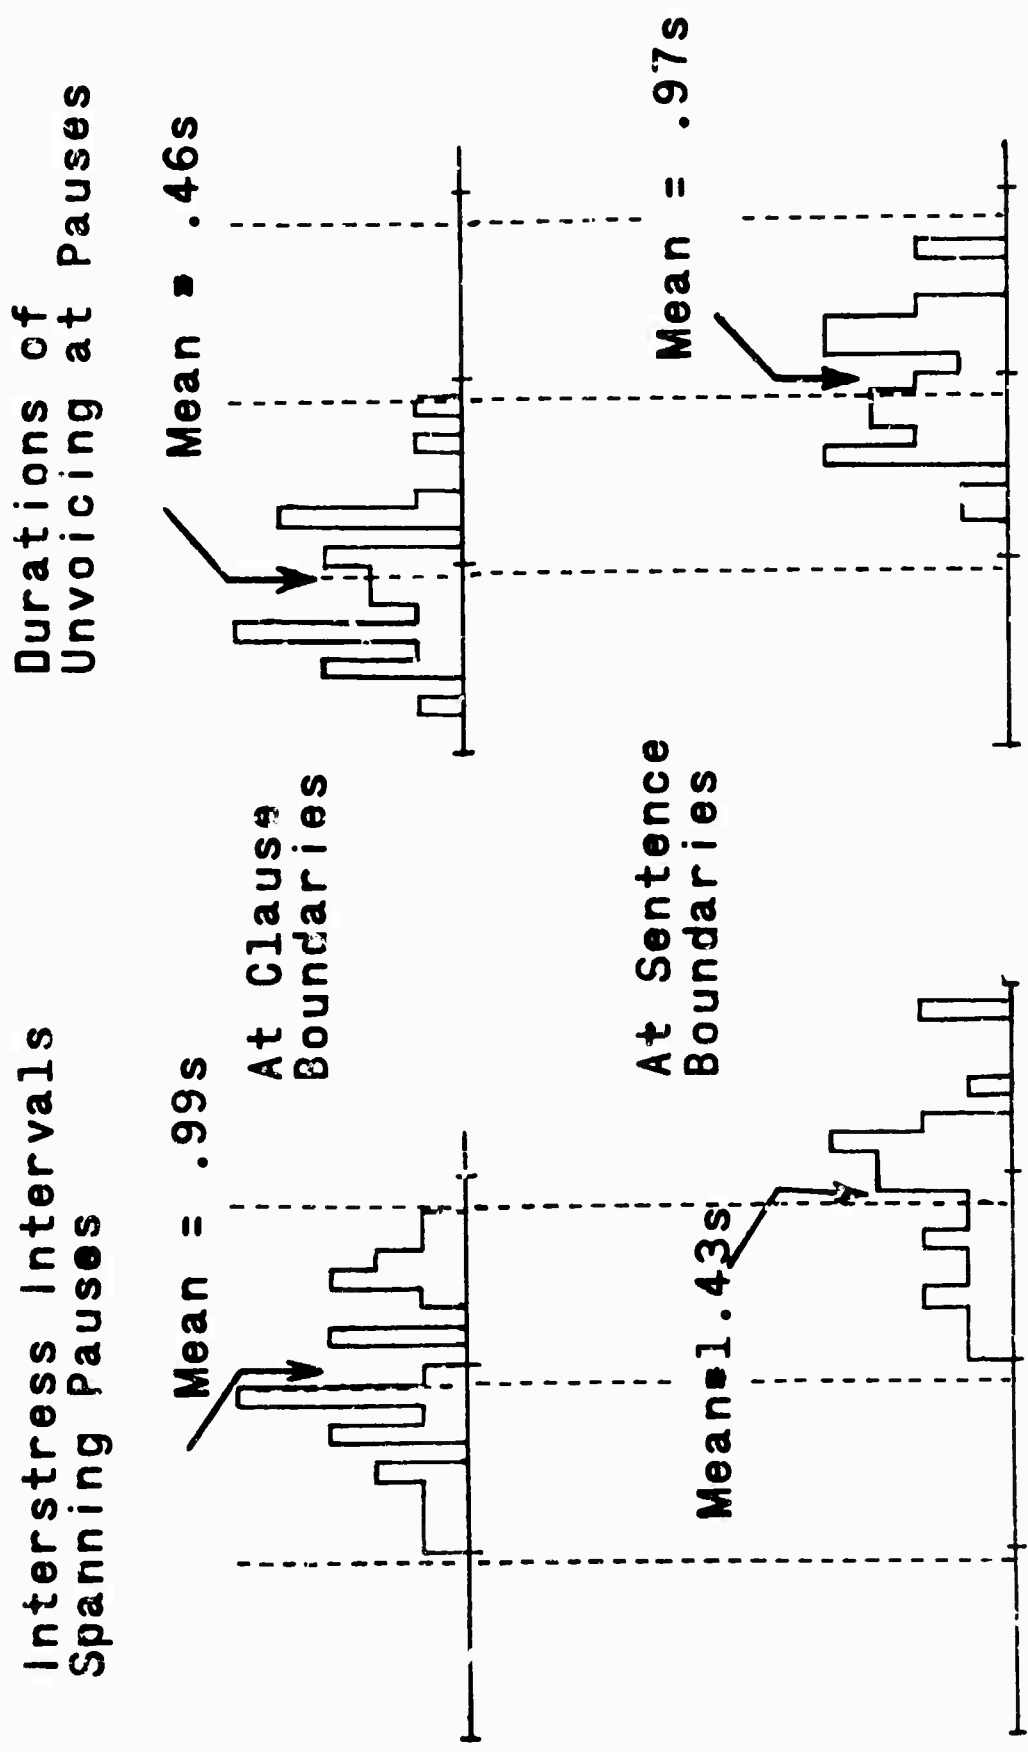 Interstress Intervals
Spanning Pauses
Mean = .99s
Durations of
Unvoicing at Pauses
Mean = .46s
At Clause
Boundaries
At Sentence
Boundaries
Mean=1.43s
Mean = .97s